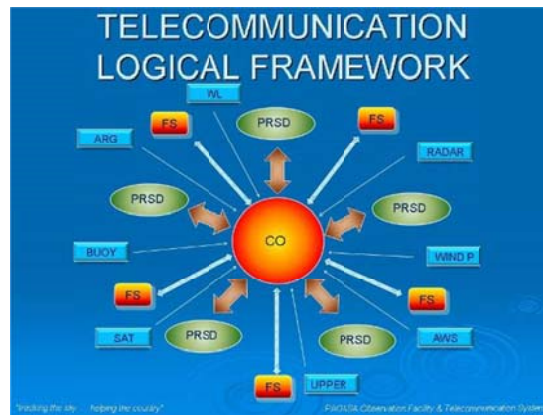 TELECOMMUNICATION
LOGICAL FRAMEWORK
WL
FS
PRSD
FS
ARG
RADAR
PRSD
PRSD
CO
BUOY
WIND P
FS
FS
SAT
PRSD
PRSD
AWS
FS
UPPER
"tracking the sky ... helping the country"
PAGASA Observation Facility & Telecommunication System